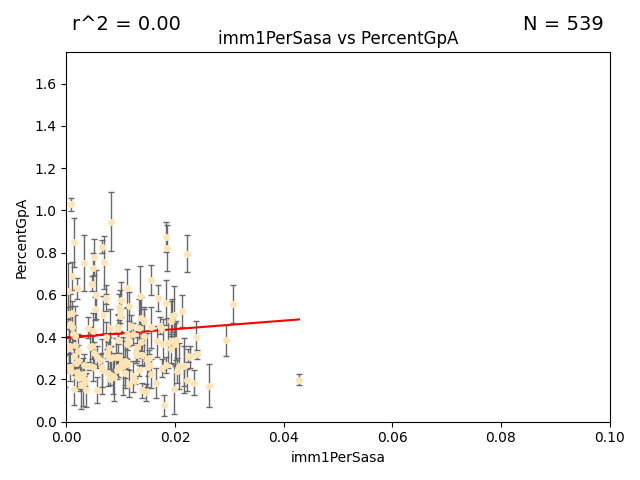 r^2 = 0.00
N = 539
imm1PerSasa vs PercentGpA
PercentGpA
1.6
1.4
1.2
1.0
0.8
0.6
0.4
0.2
0.0
0.00 0.02 0.04 0.06 0.08 0.10
imm1PerSasa